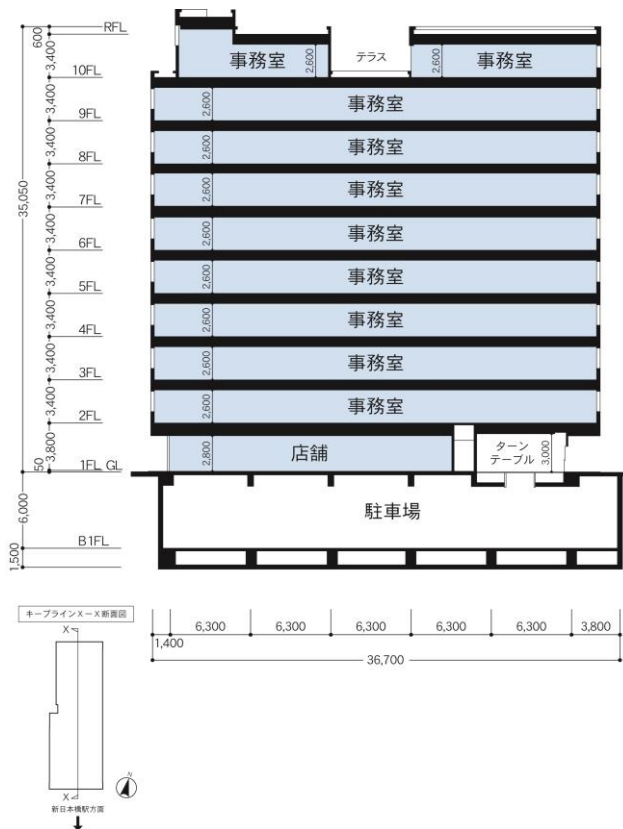 RFL
600
3,400
事務室
2,600
テラス
2,600
事務室
10FL
3,400
2,600
事務室
9FL
3,400
2,600
事務室
8FL
3,400
2,600
事務室
7FL
35,050
3,400
2,600
事務室
6FL
3,400
2,600
事務室
5FL
3,400
2,600
事務室
4FL
3,400
2,600
事務室
3FL
3,400
2,600
事務室
2FL
3,800
2,800
店舗
ターン
テーブル
3,000
50
1FL GL
6,000
駐車場
B1FL
1,500
キープラインX－X断面図
X
X
N
新日本橋駅方面
6,300
6,300
6,300
6,300
6,300
3,800
1,400
36,700